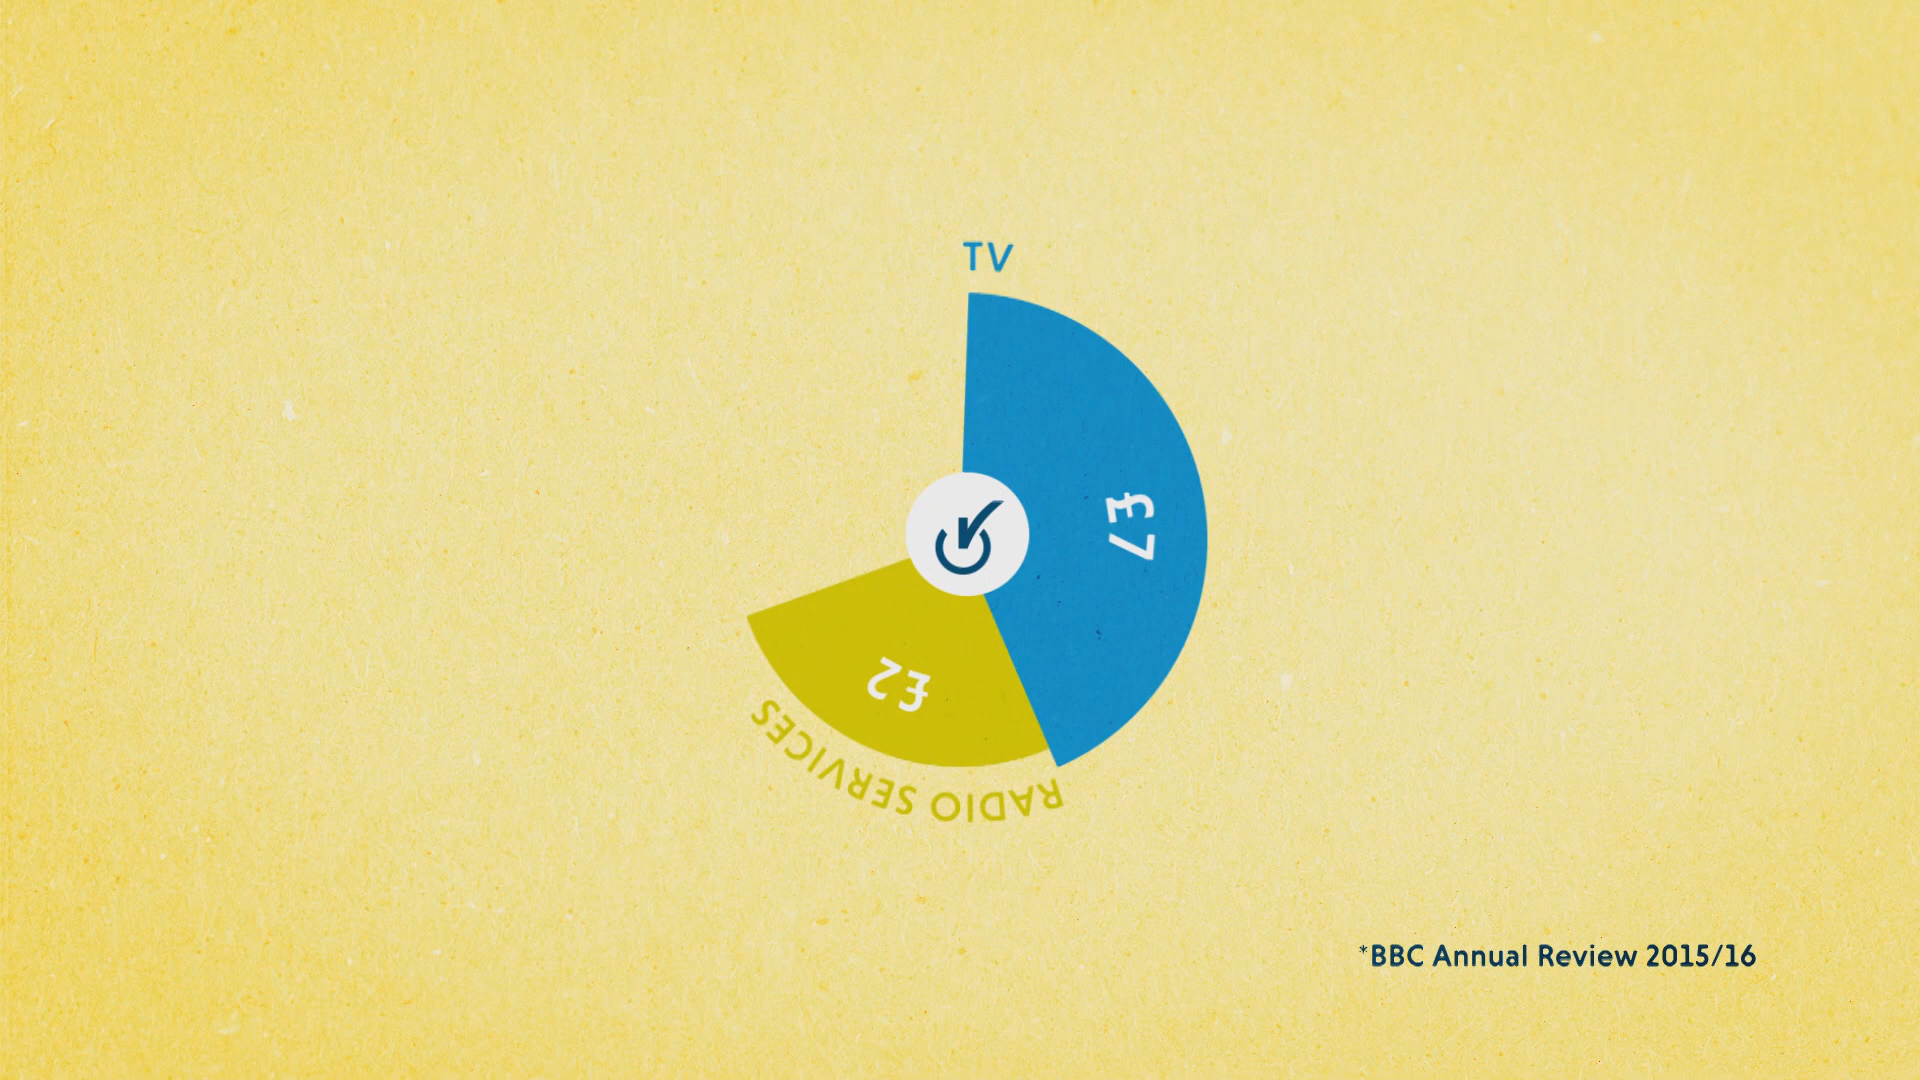 TV
£7
£2
RADIO SERVICES
*BBC Annual Review 2015/16